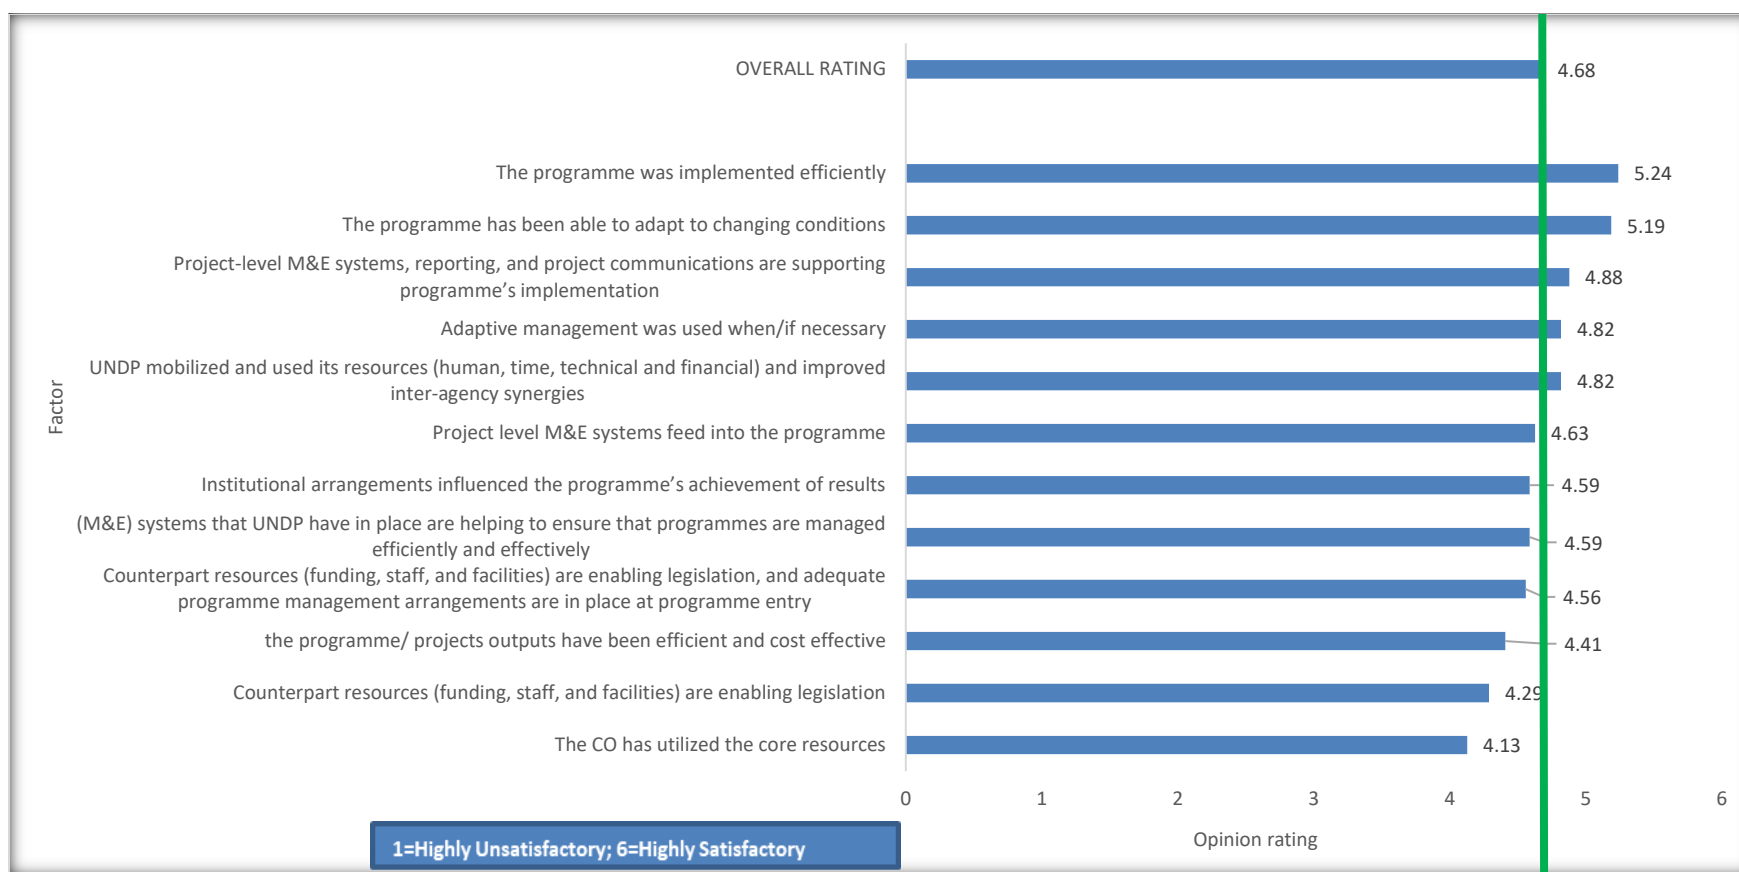 OVERALL RATING
4.68
The programme was implemented efficiently
5.24
The programme has been able to adapt to changing conditions
5.19
Project-level M&E systems, reporting, and project communications are supporting
programme’s implementation
4.88
Adaptive management was used when/if necessary
4.82
UNDP mobilized and used its resources (human, time, technical and financial) and improved
inter-agency synergies
4.82
Factor
Project level M&E systems feed into the programme
4.63
Institutional arrangements influenced the programme’s achievement of results
4.59
(M&E) systems that UNDP have in place are helping to ensure that programmes are managed
efficiently and effectively
4.59
Counterpart resources (funding, staff, and facilities) are enabling legislation, and adequate
programme management arrangements are in place at programme entry
4.56
the programme/ projects outputs have been efficient and cost effective
4.41
Counterpart resources (funding, staff, and facilities) are enabling legislation
4.29
The CO has utilized the core resources
4.13
0 1 2 3 4 5 6
Opinion rating
1=Highly Unsatisfactory; 6=Highly Satisfactory